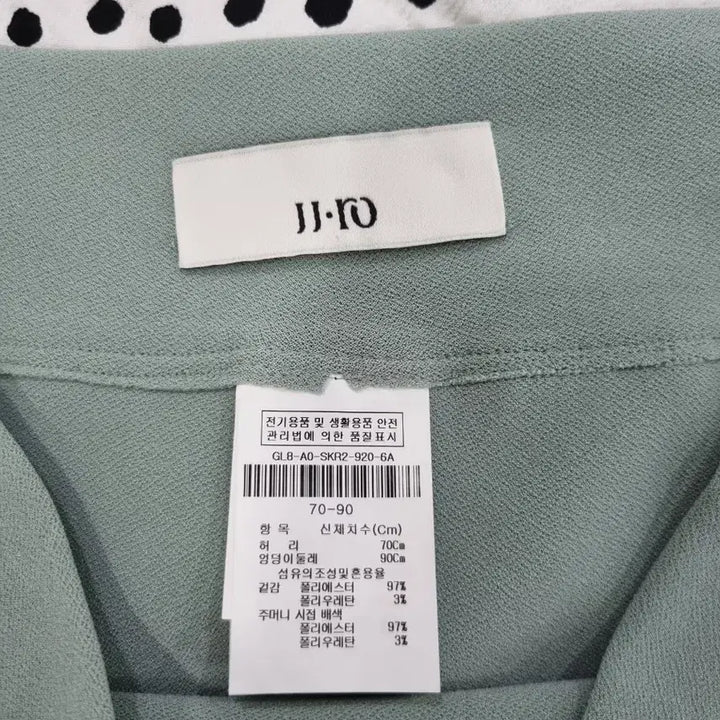 JJ·ro
전기용품 및 생활용품 안전
관리법에 의한 품질표시
GL8-A0-SKR2-920-6A
70-90
항 목 신체치수(Cm)
허 리 70Cm
엉덩이둘레 90Cm
섬유의조성및혼용율
겉감 폴리에스터 97%
폴리우레탄 3%
주머니 시접 배색
폴리에스터 97%
폴리우레탄 3%